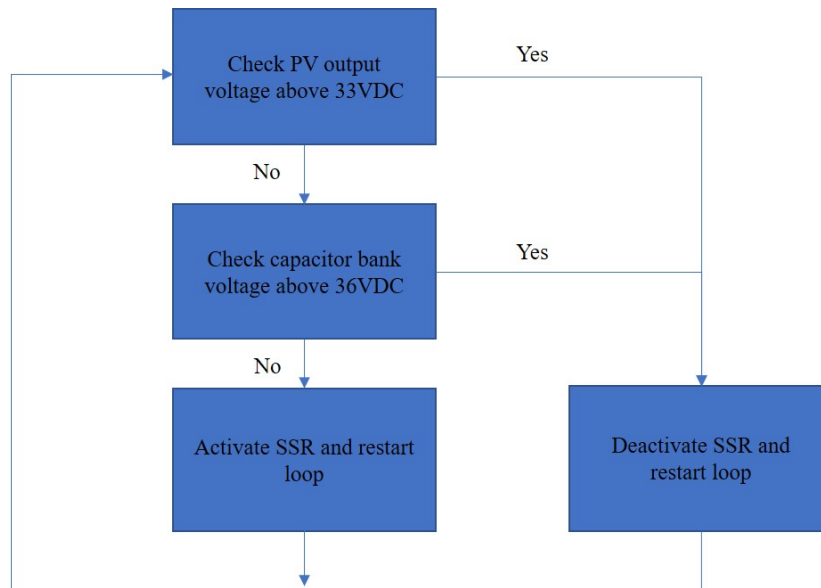 Check PV output
voltage above 33VDC
Yes
No
Check capacitor bank
voltage above 36VDC
Yes
No
Activate SSR and restart
loop
Deactivate SSR and
restart loop